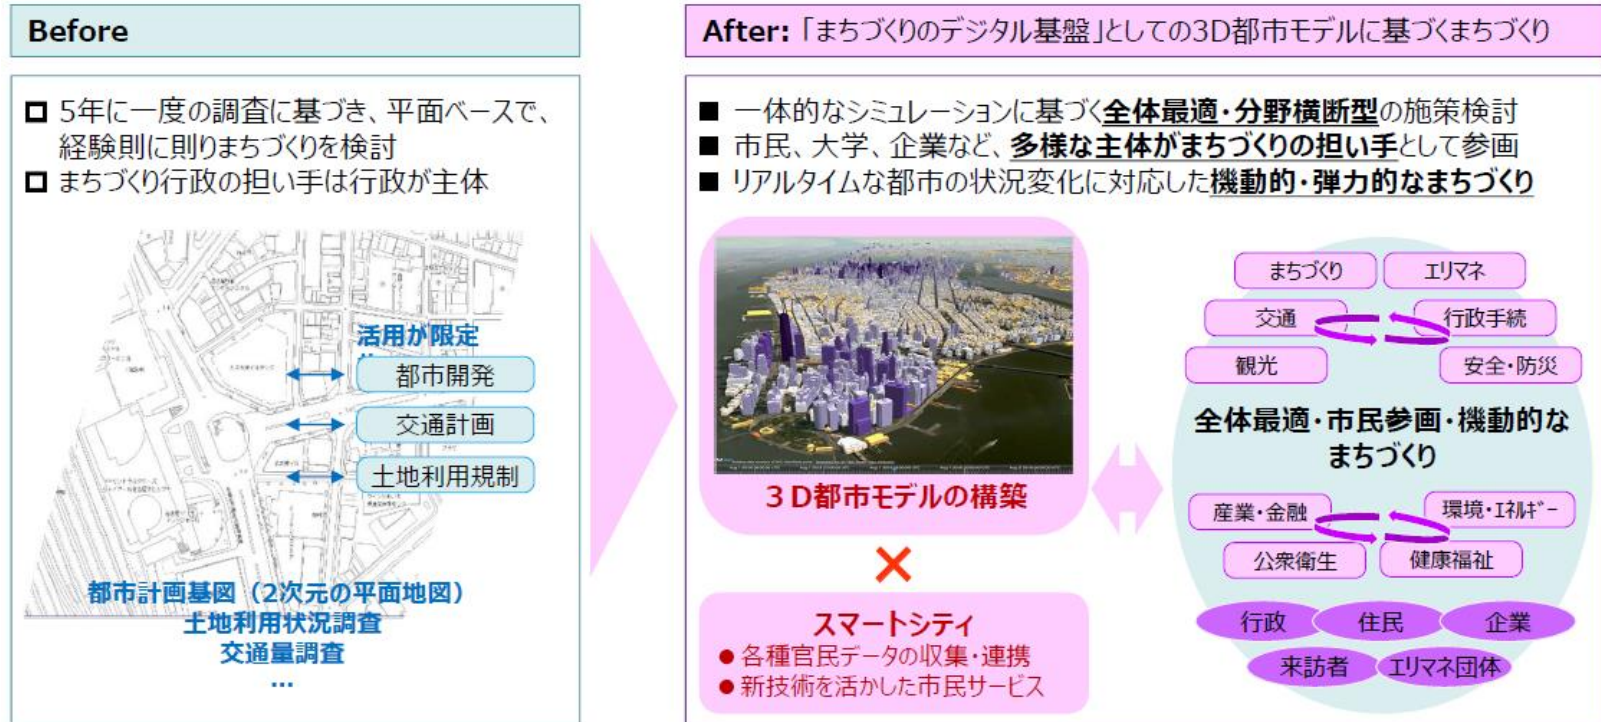 Before
□ 5年に一度の調査に基づき、平面ベースで、
経験則に則りまちづくりを検討
□ まちづくり行政の担い手は行政が主体
活用が限定
都市開発
交通計画
土地利用規制
都市計画基図（2次元の平面地図）
土地利用状況調査
交通量調査
…
After: 「まちづくりのデジタル基盤」としての3D都市モデルに基づくまちづくり
■ 一体的なシミュレーションに基づく全体最適・分野横断型の施策検討
■ 市民、大学、企業など、多様な主体がまちづくりの担い手として参画
■ リアルタイムな都市の状況変化に対応した機動的・弾力的なまちづくり
３D都市モデルの構築
×
スマートシティ
● 各種官民データの収集・連携
● 新技術を活かした市民サービス
まちづくり
エリマネ
交通
行政手続
観光
安全・防災
全体最適・市民参画・機動的な
まちづくり
産業・金融
環境・ｴﾈﾙｷﾞｰ
公衆衛生
健康福祉
行政
住民
企業
来訪者
エリマネ団体